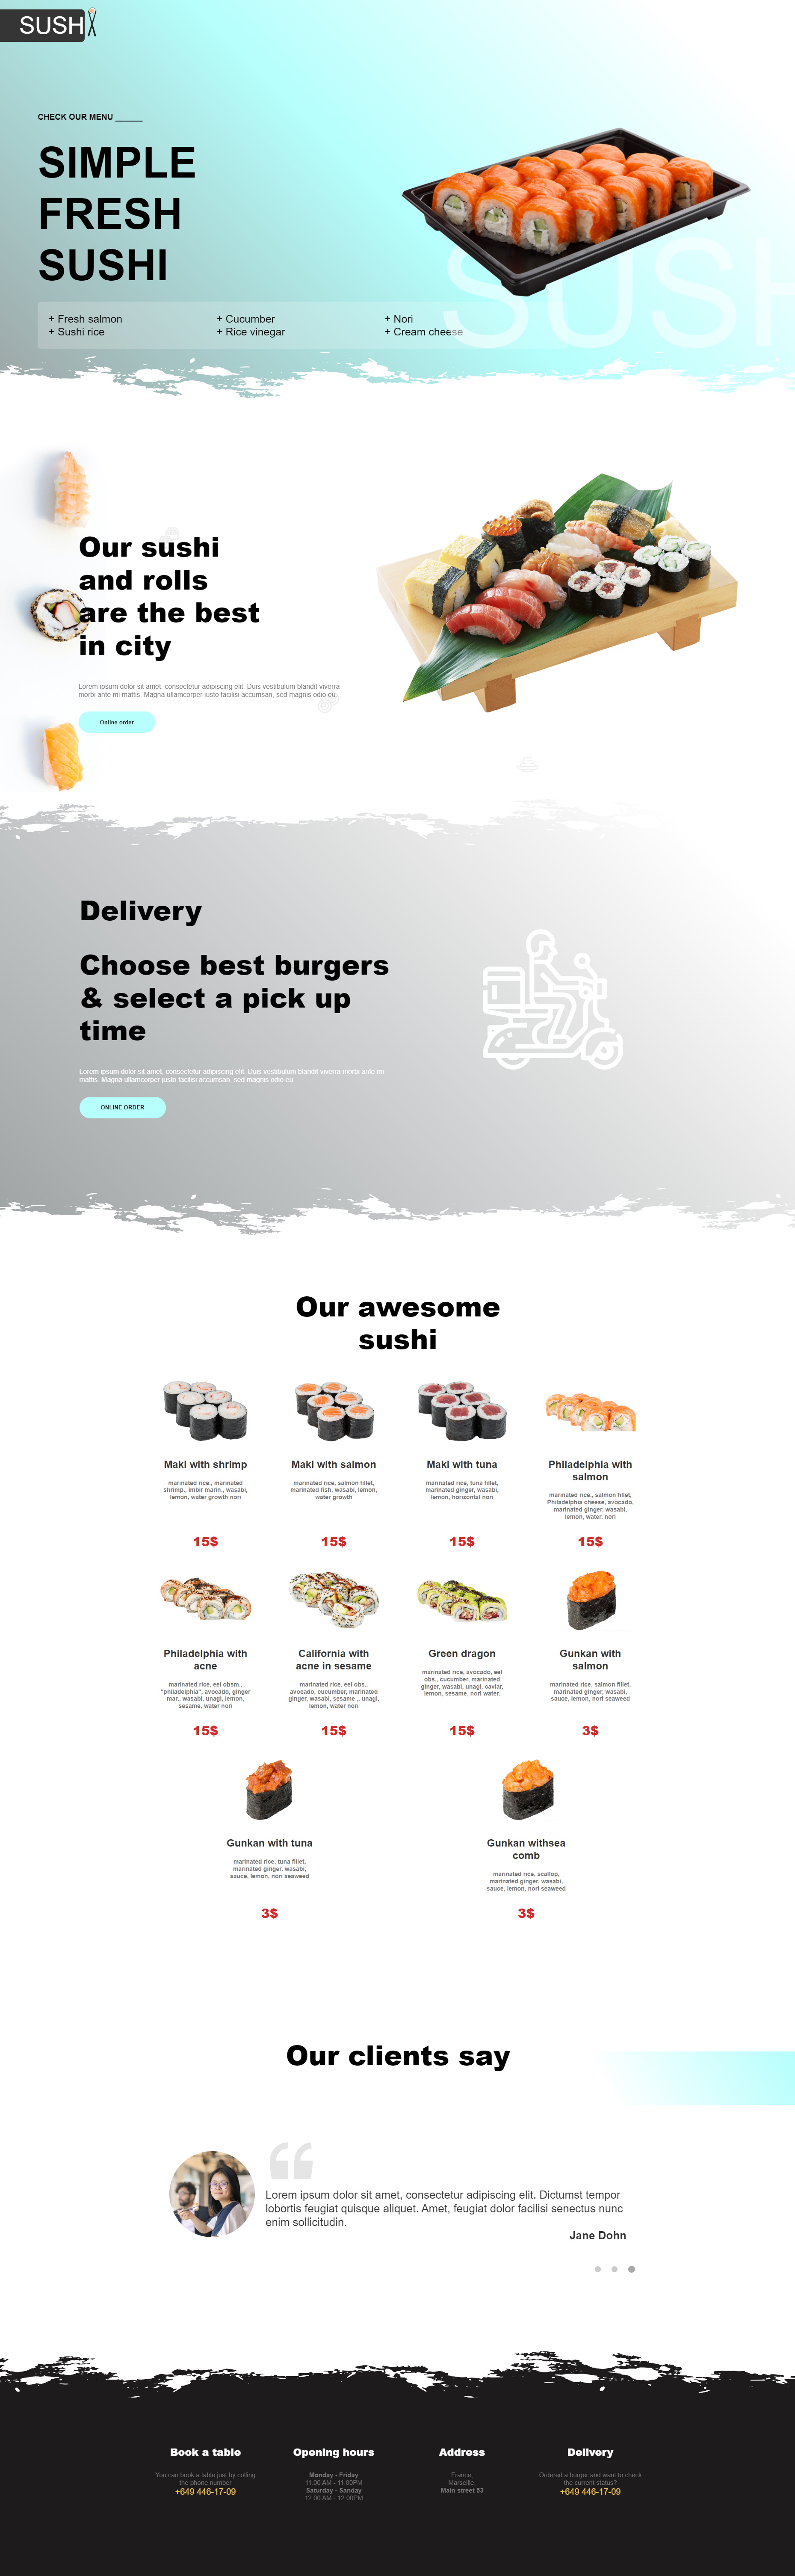 SUSHI
CHECK OUR MENU ______
SIMPLE
FRESH
SUSHI
+ Fresh salmon
+ Sushi rice
+ Cucumber
+ Rice vinegar
+ Nori
+ Cream cheese
SUSH
Our sushi
and rolls
are the best
in city
Lorem ipsum dolor sit amet, consectetur adipiscing elit. Duis vestibulum blandit viverra
morbi ante mi mattis. Magna ullamcorper justo facilisi accumsan, sed magnis odio eu.
Online order
Delivery
Choose best burgers
& select a pick up
time
Lorem ipsum dolor sit amet, consectetur adipiscing elit. Duis vestibulum blandit viverra morbi ante mi
mattis. Magna ullamcorper justo facilisi accumsan, sed magnis odio eu.
ONLINE ORDER
Our awesome
sushi
Maki with shrimp
marinated rice., marinated
shrimp., imbir marin., wasabi,
lemon, water growth nori
15$
Maki with salmon
marinated rice, salmon fillet,
marinated fish, wasabi, lemon,
water growth
15$
Maki with tuna
marinated rice, tuna fillet,
marinated ginger, wasabi,
lemon, horizontal nori
15$
Philadelphia with
salmon
marinated rice., salmon fillet,
Philadelphia cheese, avocado,
marinated ginger, wasabi,
lemon, water. nori
15$
Philadelphia with
acne
marinated rice, eel obsm.,
"philadelphia", avocado, ginger
mar., wasabi, unagi, lemon,
sesame, water nori
15$
California with
acne in sesame
marinated rice, eel obs.,
avocado, cucumber, marinated
ginger, wasabi, sesame ., unagi,
lemon, water nori
15$
Green dragon
marinated rice, avocado, eel
obs., cucumber, marinated
ginger, wasabi, unagi, caviar,
lemon, sesame, nori water.
15$
Gunkan with
salmon
marinated rice, salmon fillet,
marinated ginger, wasabi,
sauce, lemon, nori seaweed
3$
Gunkan with tuna
marinated rice, tuna fillet,
marinated ginger, wasabi,
sauce, lemon, nori seaweed
3$
Gunkan withsea
comb
marinated rice, scallop,
marinated ginger, wasabi,
sauce, lemon, nori seaweed
3$
Our clients say
Lorem ipsum dolor sit amet, consectetur adipiscing elit. Dictumst tempor
lobortis feugiat quisque aliquet. Amet, feugiat dolor facilisi senectus nunc
enim sollicitudin.
Jane Dohn
Book a table
You can book a table just by colling
the phone number
+649 446-17-09
Opening hours
Monday - Friday
11:00 AM - 11:00PM
Saturday - Sanday
12:00 AM - 12:00PM
Address
France,
Marseille,
Main street 53
Delivery
Ordered a burger and want to check
the current status?
+649 446-17-09